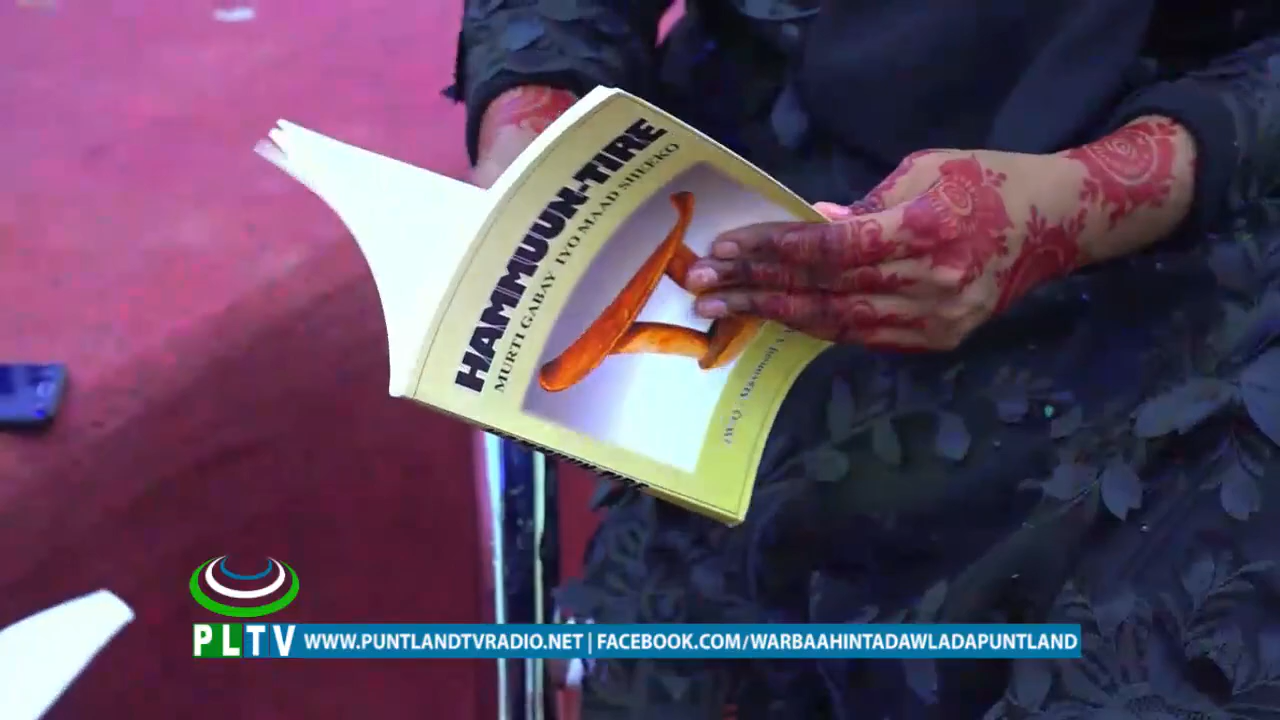 HAMMUUN-TIRE
MURTI GABAY IYO MAAD SHEEKO
PLTV
WWW.PUNTLANDTVRADIO.NET | FACEBOOK.COM/WARBAAHINTADAWLADAPUNTLAND